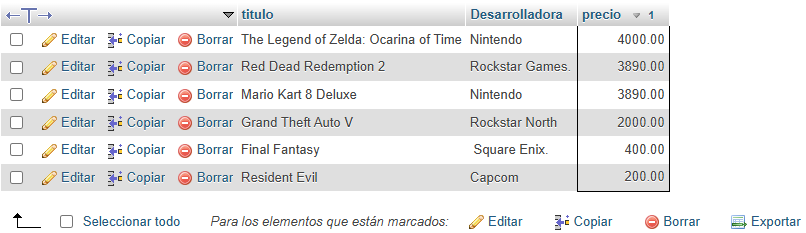 titulo Desarrolladora precio 1
Editar Copiar Borrar The Legend of Zelda: Ocarina of Time Nintendo 4000.00
Editar Copiar Borrar Red Dead Redemption 2 Rockstar Games. 3890.00
Editar Copiar Borrar Mario Kart 8 Deluxe Nintendo 3890.00
Editar Copiar Borrar Grand Theft Auto V Rockstar North 2000.00
Editar Copiar Borrar Final Fantasy Square Enix. 400.00
Editar Copiar Borrar Resident Evil Capcom 200.00
Seleccionar todo Para los elementos que están marcados: Editar Copiar Borrar Exportar